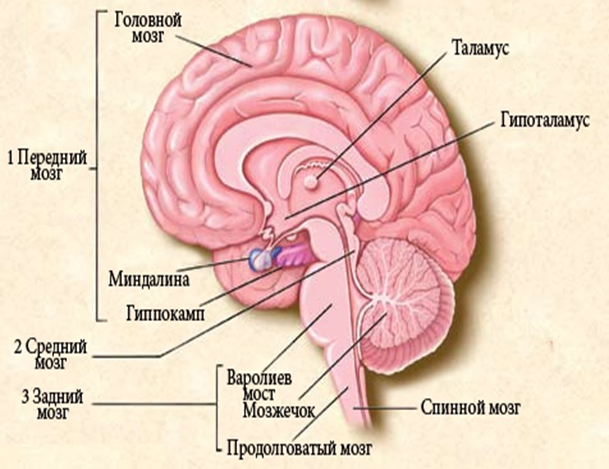 Головной
мозг
Таламус
Гипоталамус
1 Передний
мозг
Миндалина
Гиппокамп
2 Средний
мозг
3 Задний
мозг
Варолиев
мост
Мозжечок
Спинной мозг
Продолговатый мозг